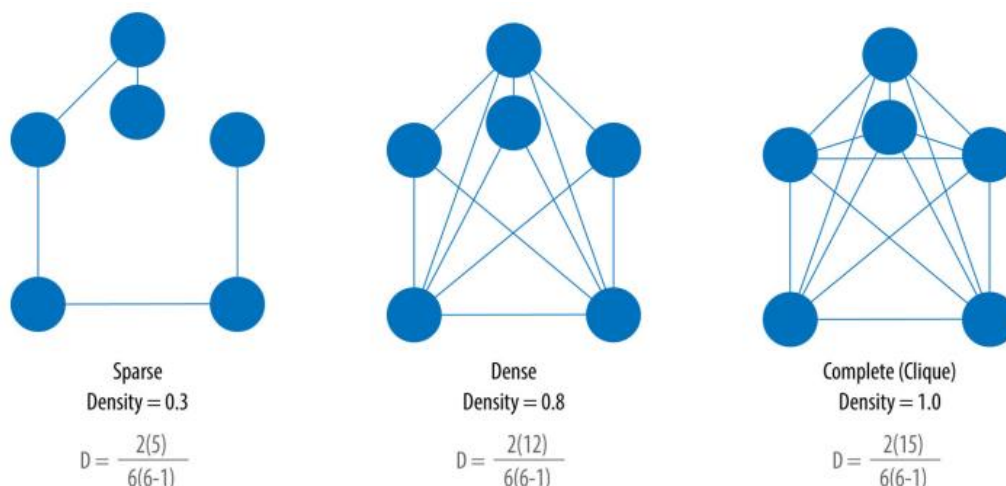 Sparse
Density = 0.3
D = 2(5)
6(6-1)
Dense
Density = 0.8
D = 2(12)
6(6-1)
Complete (Clique)
Density = 1.0
D = 2(15)
6(6-1)